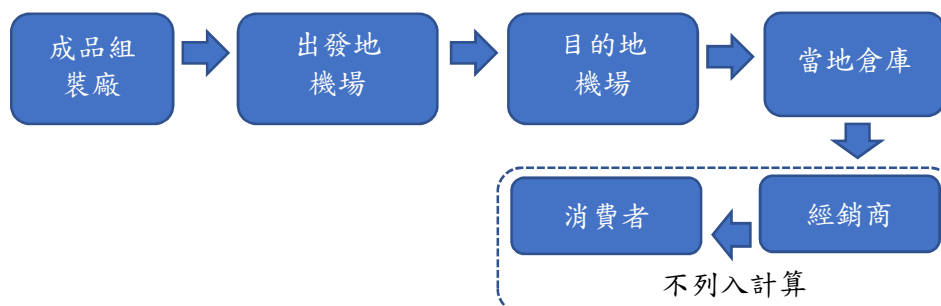 成品組
裝廠
出發地
機場
目的地
機場
當地倉庫
經銷商
消費者
不列入計算